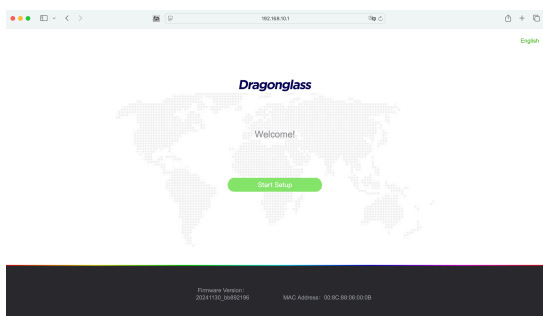 192.168.10.1
English
Dragonglass
Welcome!
Start Setup
Firmware Version:
20241130_bb892196
MAC Address: 00:9C:88:06:00:0B